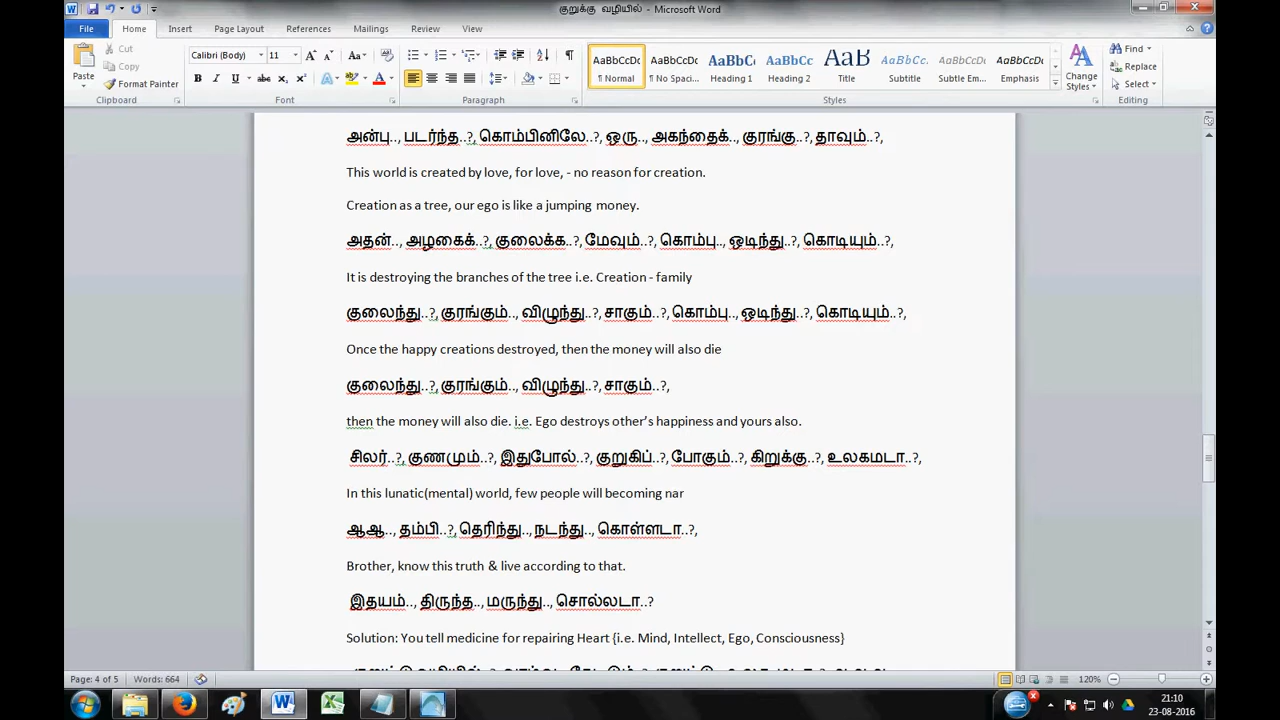 குறுக்கு வழியில் - Microsoft Word
File Home Insert Page Layout References Mailings Review View
Paste Cut Copy Format Painter Clipboard
Calibri (Body) 11 Font
Paragraph
AaBbCcDc ¶ Normal AaBbCcDc ¶ No Spaci... AaBbC Heading 1 AaBbCc Heading 2 AaB Title AaBbCc. Subtitle AaBbCcDc Subtle Em... AaBbCcDc Emphasis Change Styles Styles
Find Replace Select Editing
அன்பு.., படர்ந்த..?, கொம்பினிலே..?, ஒரு.., அகந்தைக்.., குரங்கு..?, தாவும்..?,
This world is created by love, for love, - no reason for creation.
Creation as a tree, our ego is like a jumping money.
அதன்.., அழகைக்..?, குலைக்க..?, மேவும்..?, கொம்பு.., ஒடிந்து..?, கொடியும்..?,
It is destroying the branches of the tree i.e. Creation - family
குலைந்து..?, குரங்கும்.., விழுந்து..?, சாகும்..?, கொம்பு.., ஒடிந்து..?, கொடியும்..?,
Once the happy creations destroyed, then the money will also die
குலைந்து..?, குரங்கும்.., விழுந்து..?, சாகும்..?,
then the money will also die. i.e. Ego destroys other’s happiness and yours also.
சிலர்..?, குணமும்..?, இதுபோல்..?, குறுகிப்..?, போகும்..?, கிறுக்கு..?, உலகமடா..?,
In this lunatic(mental) world, few people will becoming nar
ஆஆ.., தம்பி..?, தெரிந்து.., நடந்து.., கொள்ளடா..?,
Brother, know this truth & live according to that.
இதயம்.., திருந்த.., மருந்து.., சொல்லடா..?
Solution: You tell medicine for repairing Heart {i.e. Mind, Intellect, Ego, Consciousness}
Page: 4 of 5 Words: 664 120%
21:10
23-08-2016